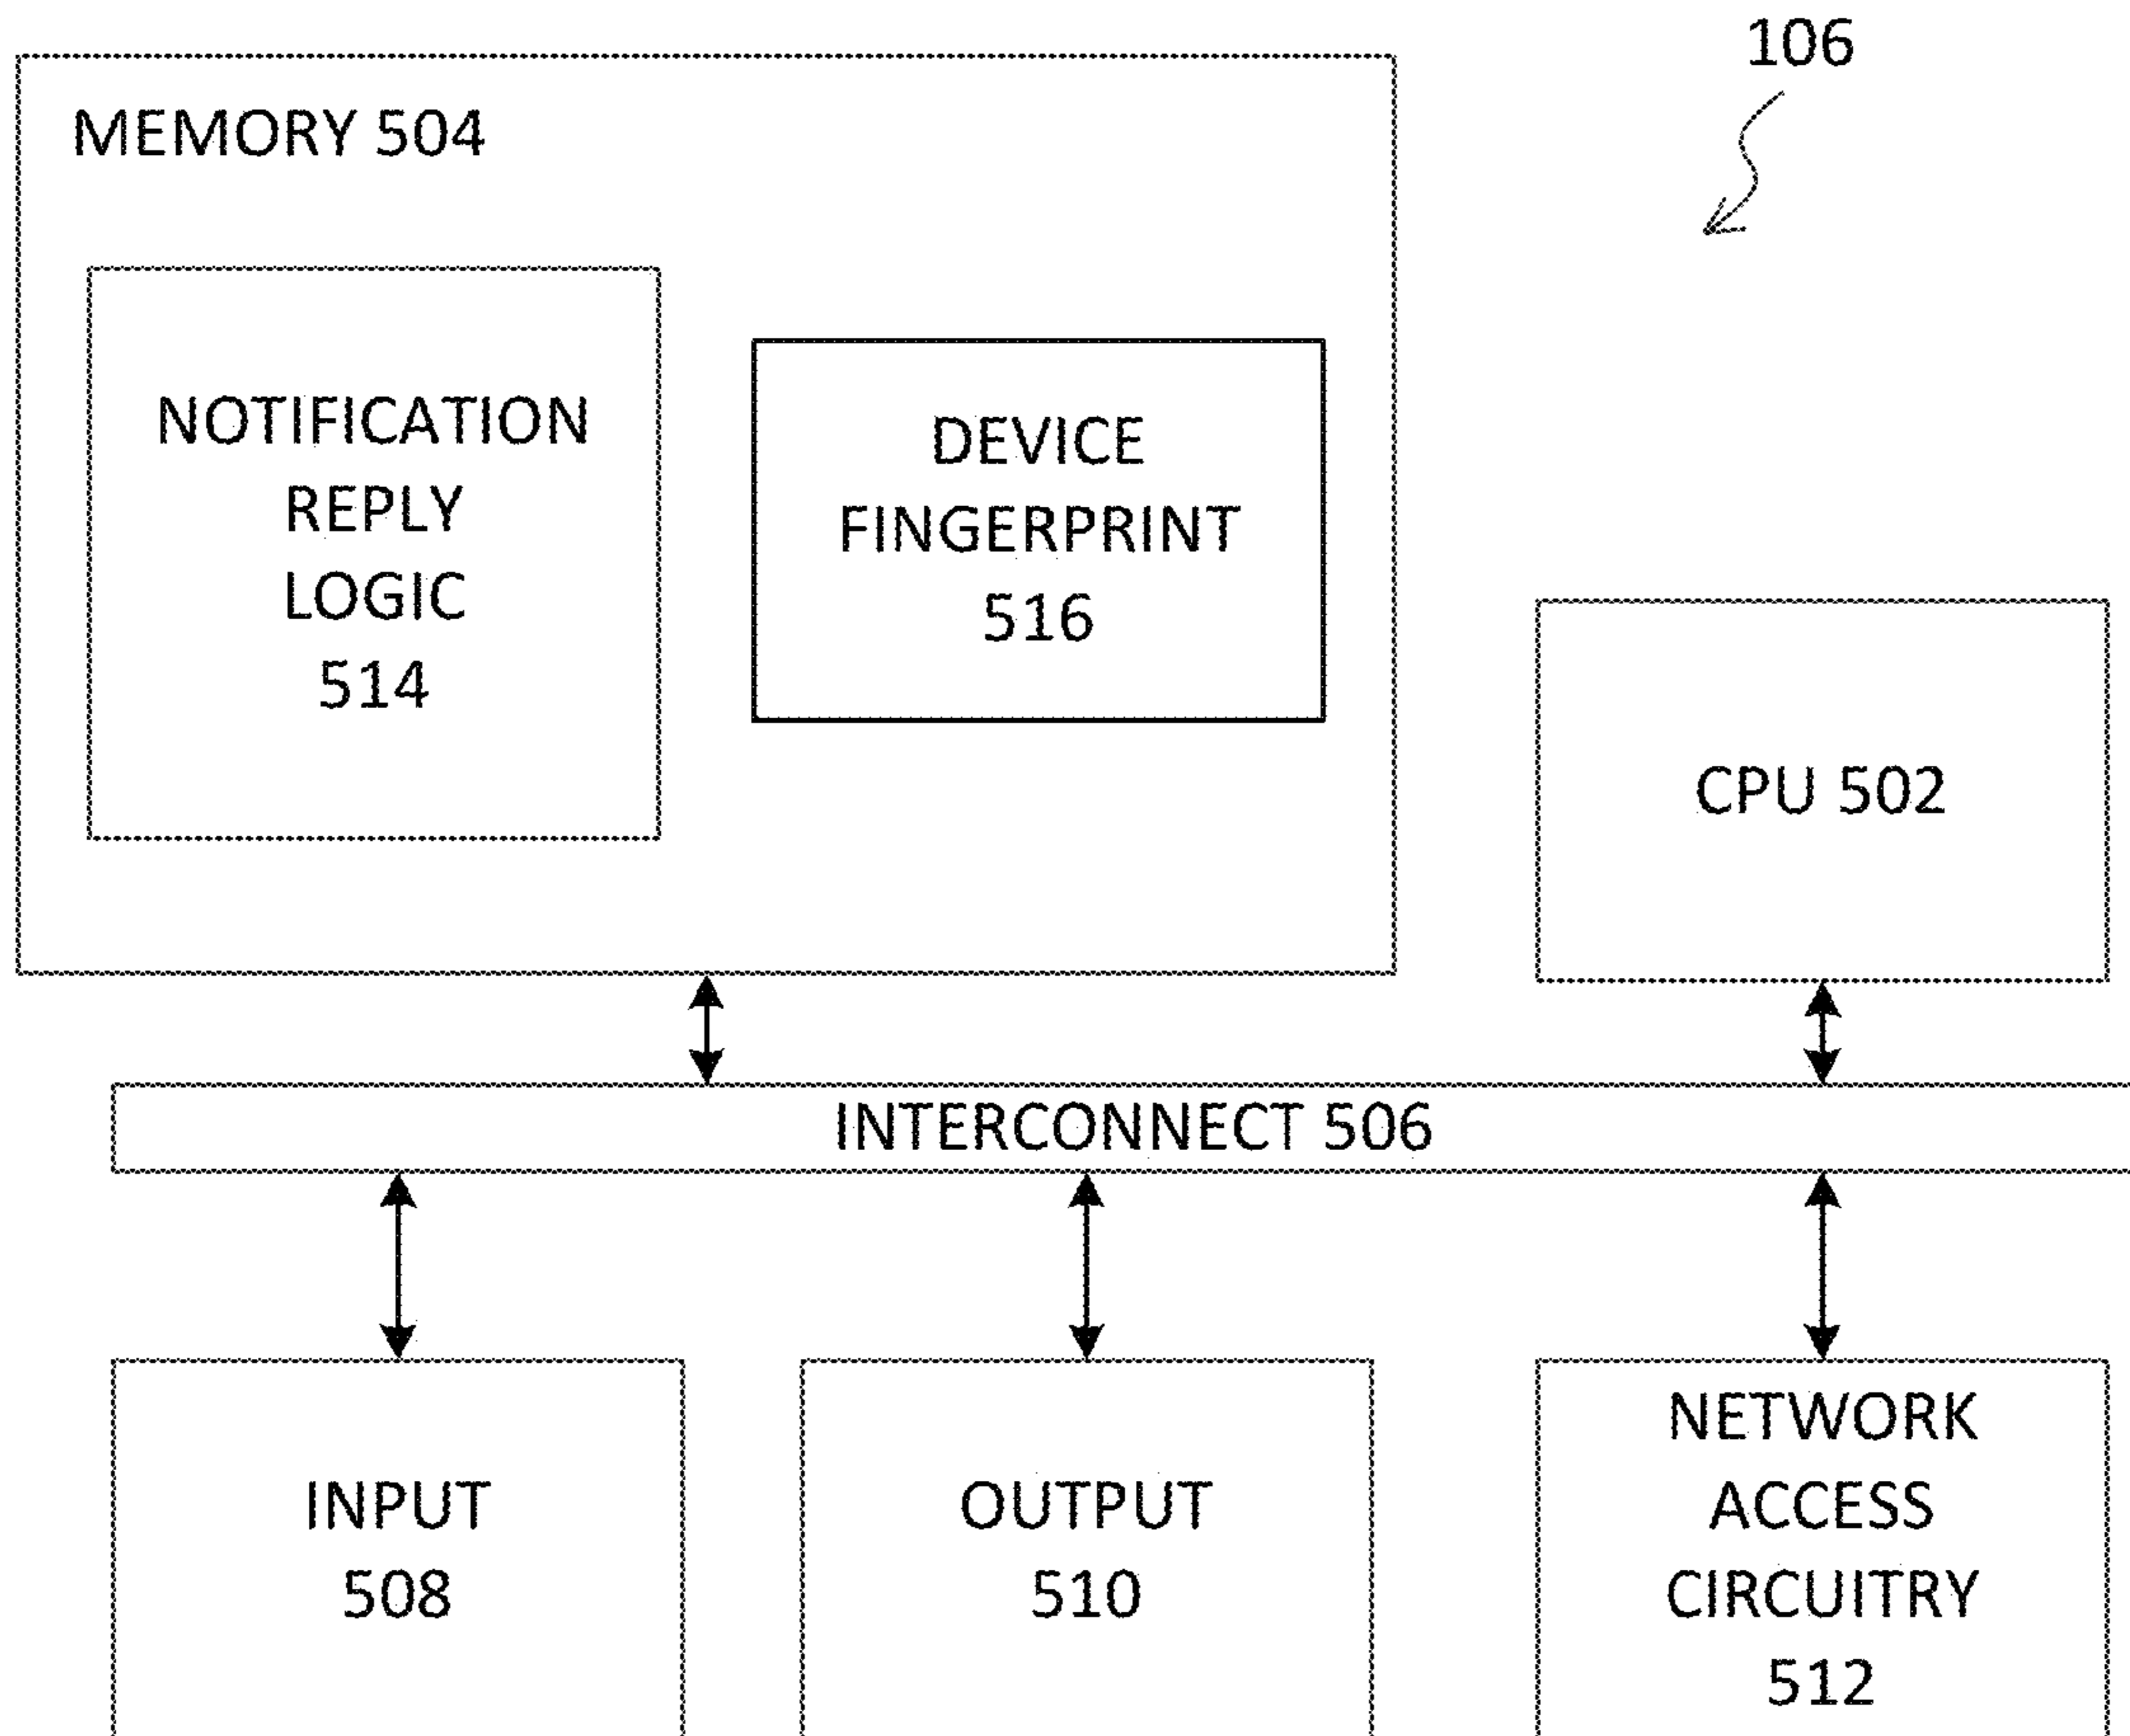 106
MEMORY 504
NOTIFICATION
REPLY
LOGIC
514
DEVICE
FINGERPRINT
516
CPU 502
INTERCONNECT 506
INPUT
508
OUTPUT
510
NETWORK
ACCESS
CIRCUITRY
512